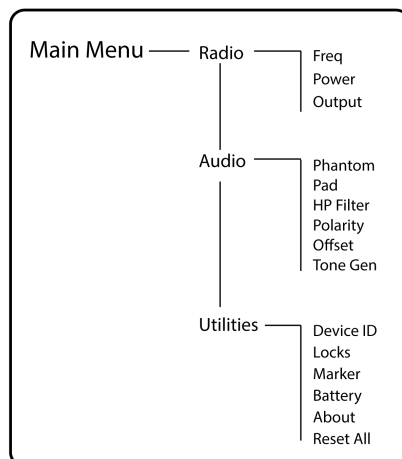 Main Menu
Radio
Freq
Power
Output
Audio
Phantom
Pad
HP Filter
Polarity
Offset
Tone Gen
Utilities
Device ID
Locks
Marker
Battery
About
Reset All